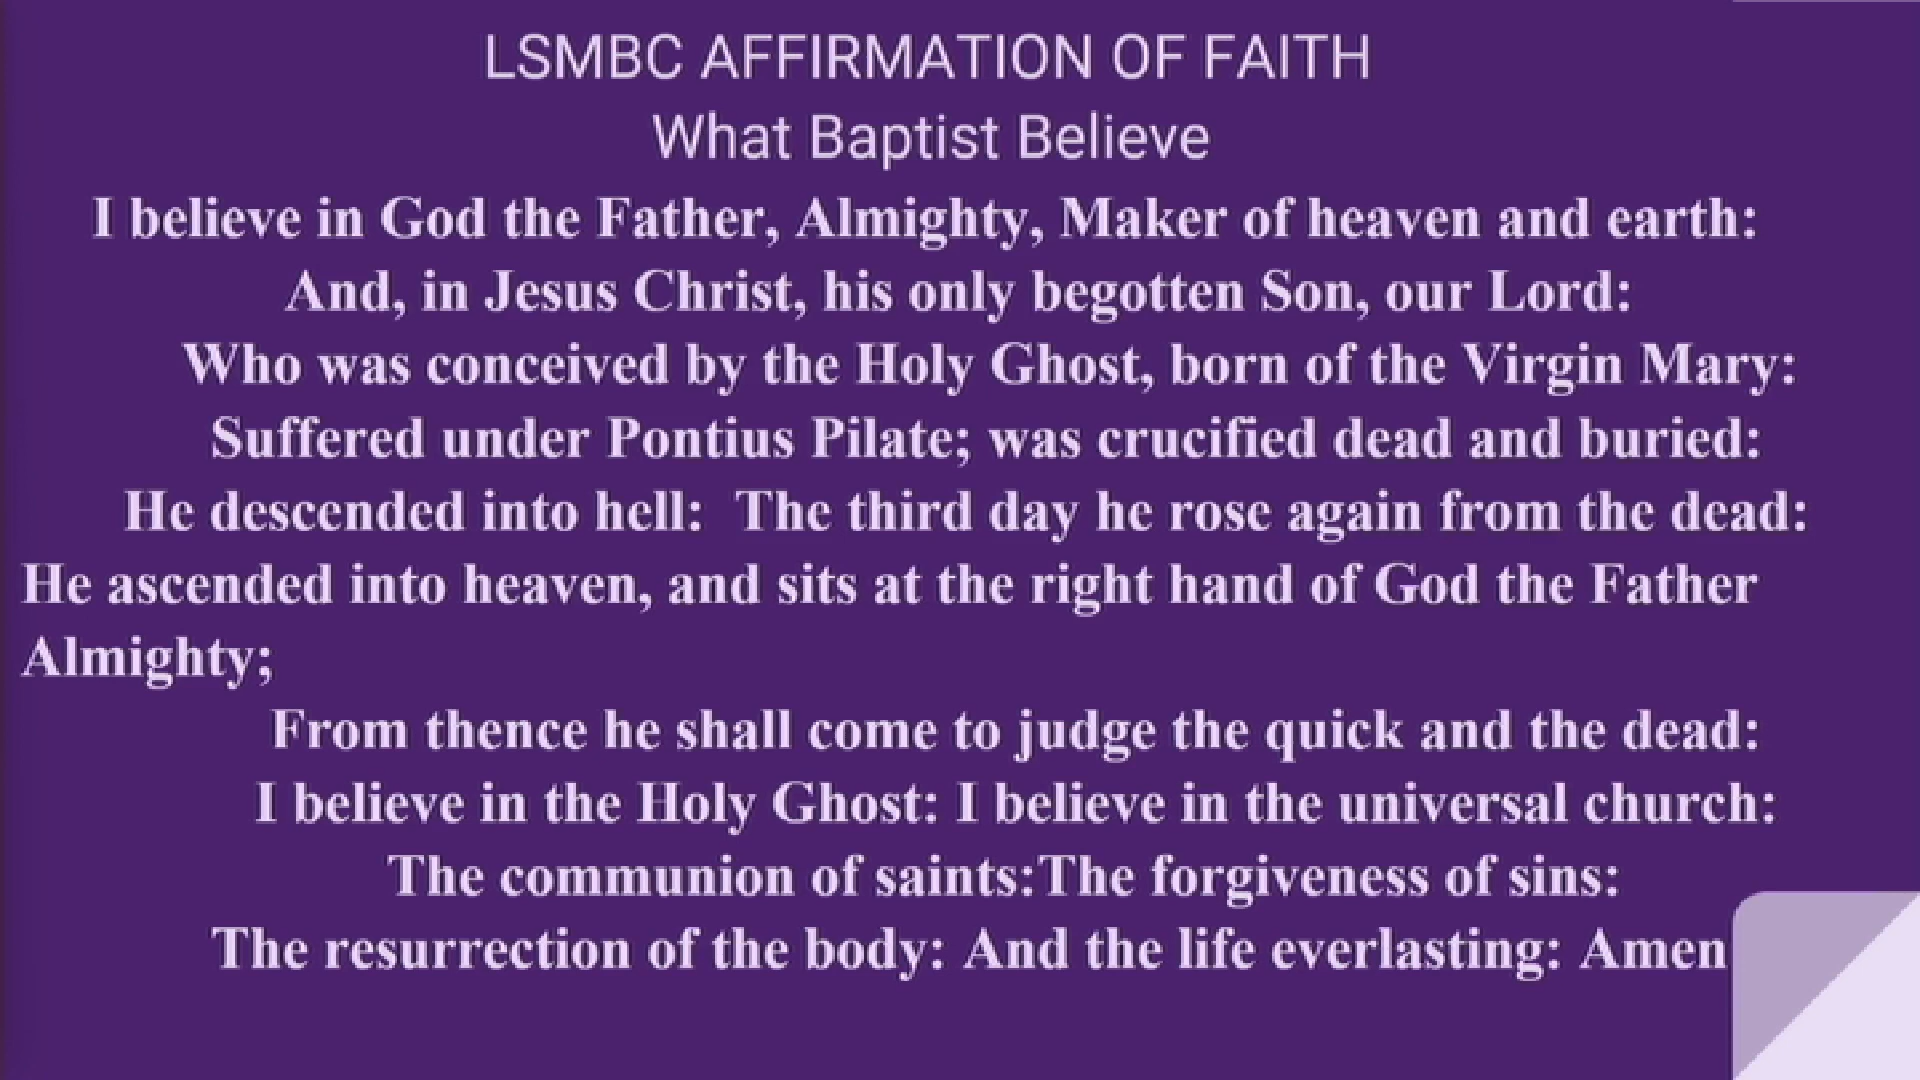 LSMBC AFFIRMATION OF FAITH
What Baptist Believe
I believe in God the Father, Almighty, Maker of heaven and earth:
And, in Jesus Christ, his only begotten Son, our Lord:
Who was conceived by the Holy Ghost, born of the Virgin Mary:
Suffered under Pontius Pilate; was crucified dead and buried:
He descended into hell:  The third day he rose again from the dead:
He ascended into heaven, and sits at the right hand of God the Father
Almighty;
From thence he shall come to judge the quick and the dead:
I believe in the Holy Ghost: I believe in the universal church:
The communion of saints:The forgiveness of sins:
The resurrection of the body: And the life everlasting: Amen